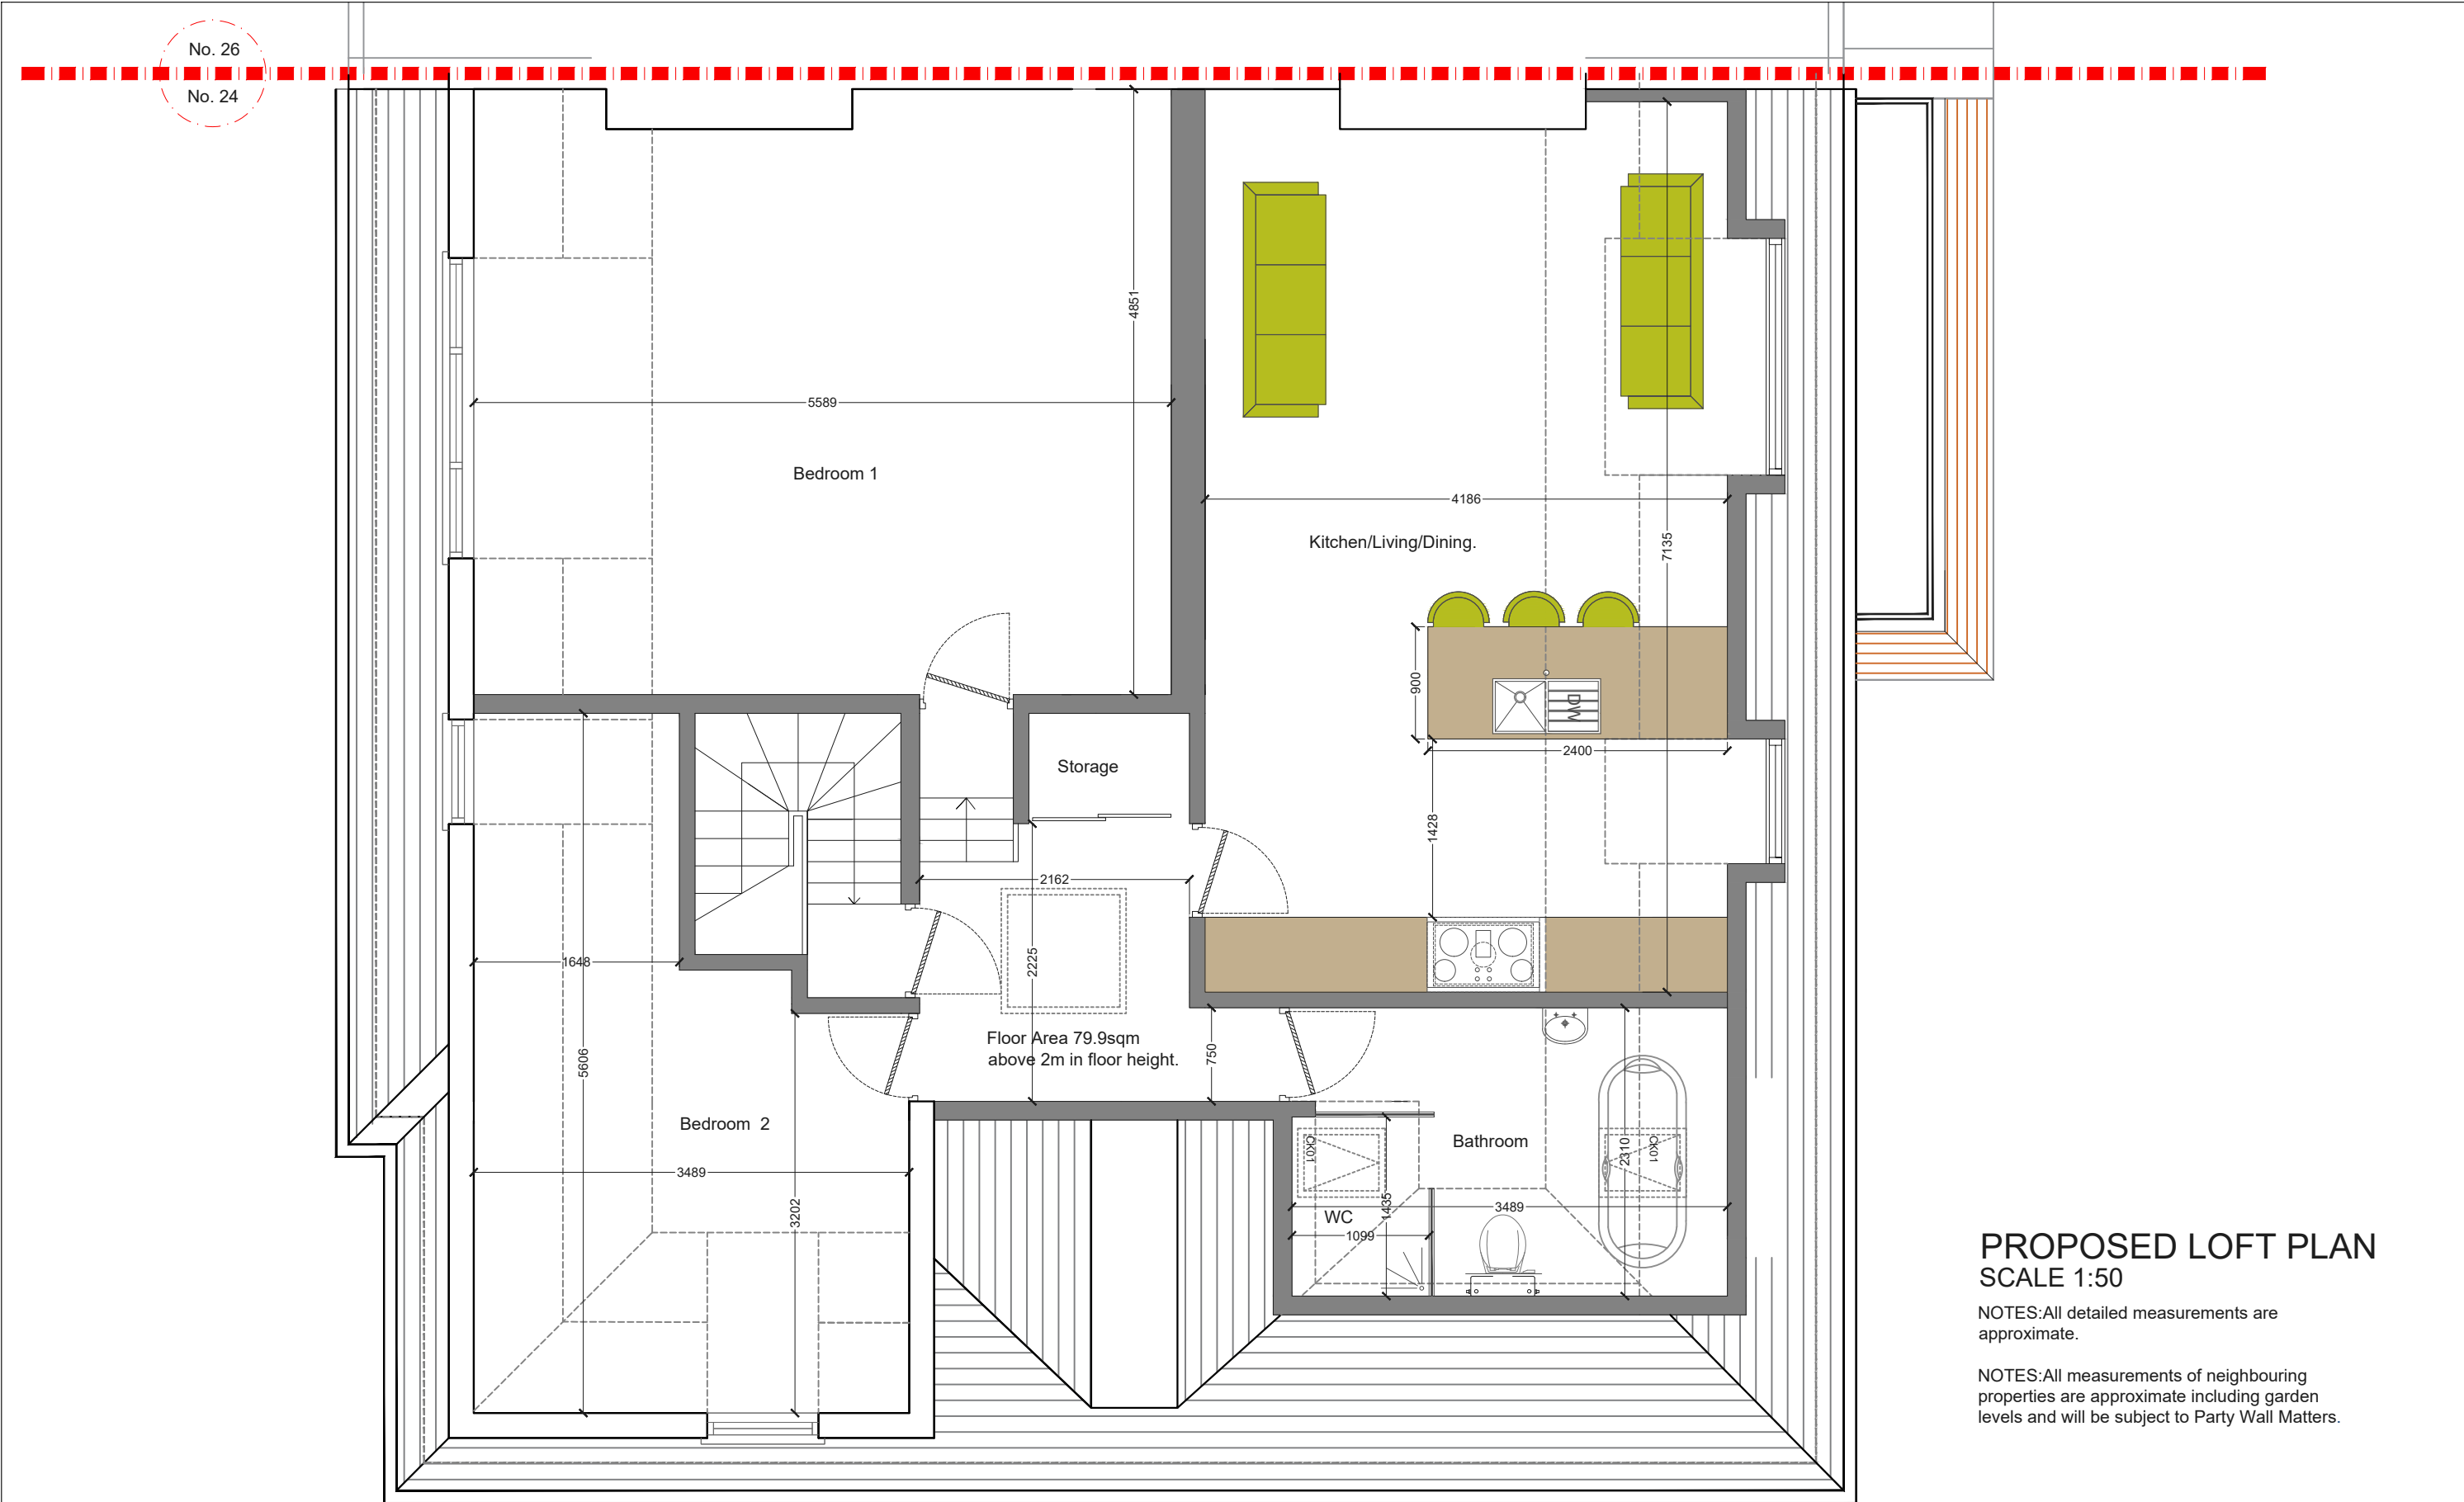 No. 26
No. 24
4851
5589
Bedroom 1
4186
Kitchen/Living/Dining.
7135
900
DW
2400
Storage
1428
2162
1648
2225
Floor Area 79.9sqm
above 2m in floor height.
750
5606
Bedroom  2
3489
3202
Bathroom
CK01
CK01
2310
1435
3489
WC
1099
PROPOSED LOFT PLAN
SCALE 1:50
NOTES:All detailed measurements are
approximate.
NOTES:All measurements of neighbouring
properties are approximate including garden
levels and will be subject to Party Wall Matters.